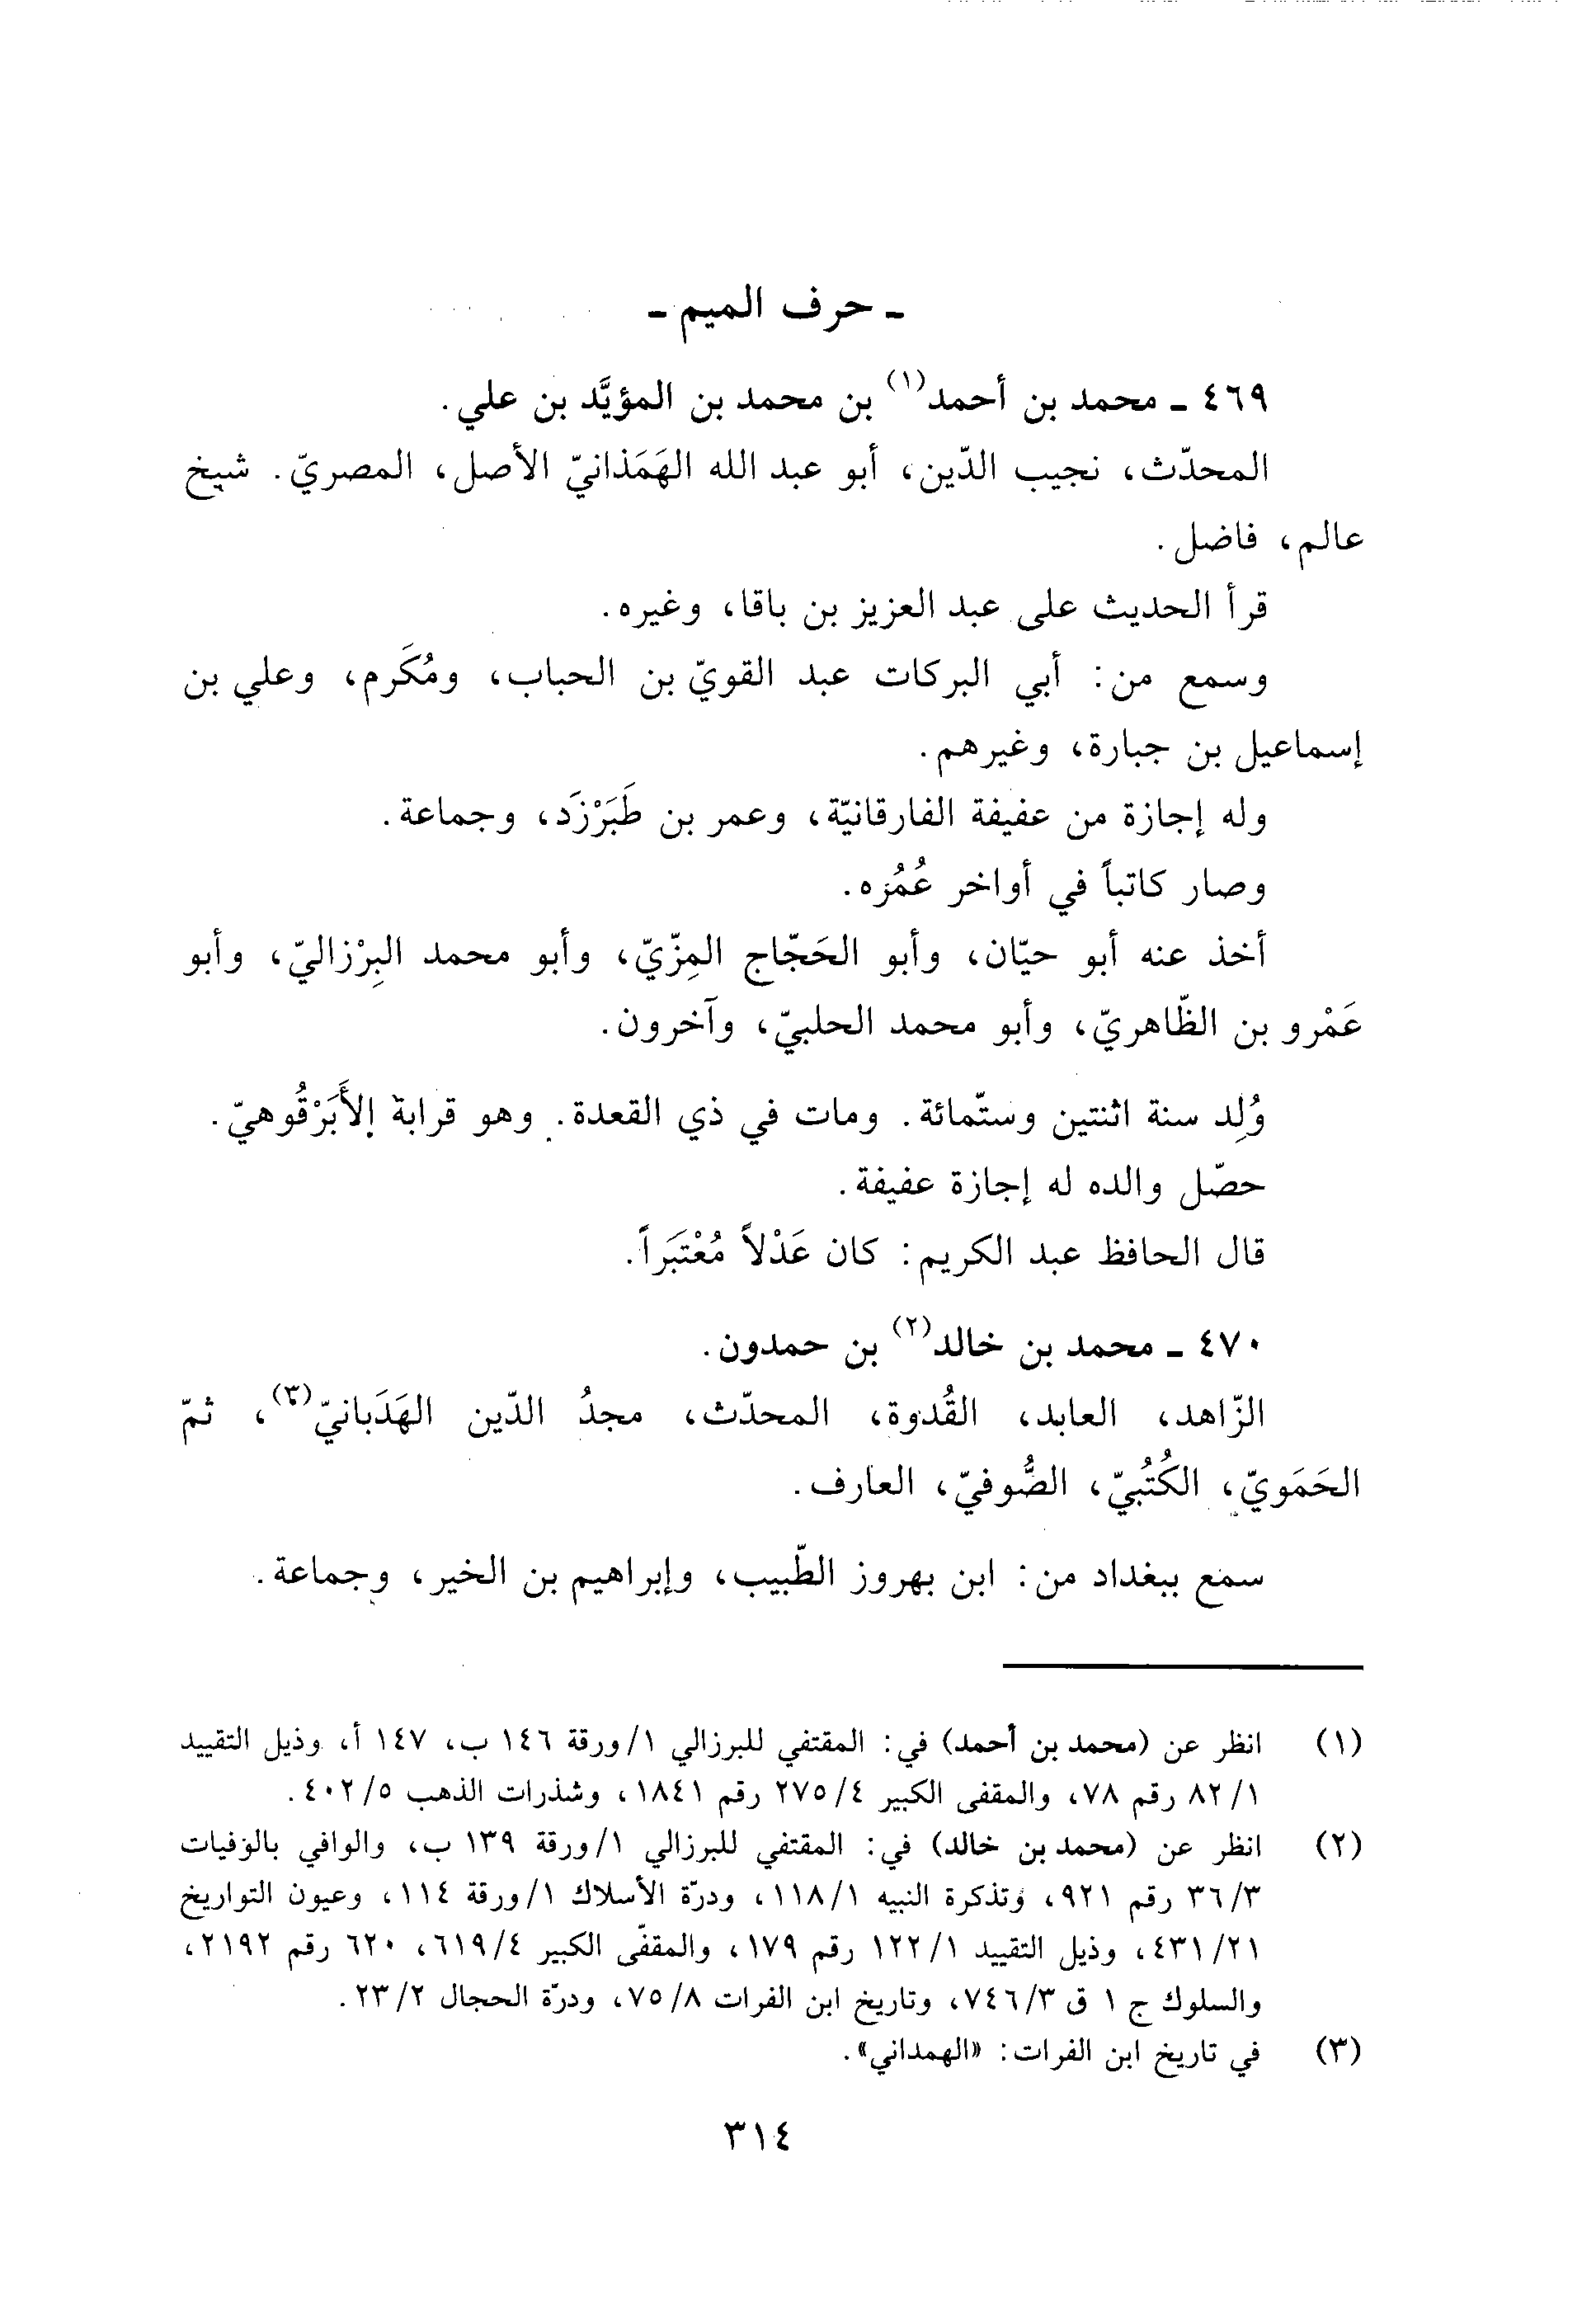 ـ حرف الميم ـ
٤٦٩ ـ محمد بن أحمد(١) بن محمد بن المؤيَّد بن علي.
المحدّث، نجيب الدّين، أبو عبد الله الهَمَذانيّ الأصل، المصريّ. شيخ
عالم، فاضل.
قرأ الحديث على عبد العزيز بن باقا، وغيره.
وسمع من: أبي البركات عبد القويّ بن الحباب، ومُكَرم، وعلي بن
إسماعيل بن جبارة، وغيرهم.
وله إجازة من عفيفة الفارقانيّة، وعمر بن طَبَرْزَد، وجماعة.
وصار كاتباً في أواخر عُمُره.
أخذ عنه أبو حيّان، وأبو الحَجّاج المِزّيّ، وأبو محمد البِرْزاليّ، وأبو
عَمْرو بن الظّاهريّ، وأبو محمد الحلبيّ، وآخرون.
وُلِد سنة اثنتين وستّمائة. ومات في ذي القعدة. وهو قرابة الأَبَرْقُوهيّ.
حصّل والده له إجازة عفيفة.
قال الحافظ عبد الكريم: كان عَدْلاً مُعْتَبَراً.
٤٧٠ ـ محمد بن خالد(٢) بن حمدون.
الزّاهد، العابد، القُدوة، المحدّث، مجدُ الدّين الهَدَبانيّ(٣)، ثمّ
الحَمَويّ، الكُتُبيّ، الصُّوفيّ، العارف.
سمع ببغداد من: ابن بهروز الطّبيب، وإبراهيم بن الخير، وجماعة.
(١) انظر عن (محمد بن أحمد) في: المقتفي للبرزالي ١/ورقة ١٤٦ ب، ١٤٧ أ، وذيل التقييد
١/ ٨٢ رقم ٧٨، والمقفى الكبير ٤/ ٢٧٥ رقم ١٨٤١، وشذرات الذهب ٥/ ٤٠٢.
(٢) انظر عن (محمد بن خالد) في: المقتفي للبرزالي ١/ورقة ١٣٩ ب، والوافي بالوفيات
٣/ ٣٦ رقم ٩٢١، وتذكرة النبيه ١/ ١١٨، ودرّة الأسلاك ١/ورقة ١١٤، وعيون التواريخ
٢١/ ٤٣١، وذيل التقييد ١/ ١٢٢ رقم ١٧٩، والمقفّى الكبير ٤/ ٦١٩، ٦٢٠ رقم ٢١٩٢،
والسلوك ج ١ ق ٣/ ٧٤٦، وتاريخ ابن الفرات ٨/ ٧٥، ودرّة الحجال ٢/ ٢٣.
(٣) في تاريخ ابن الفرات: «الهمداني».
٣١٤